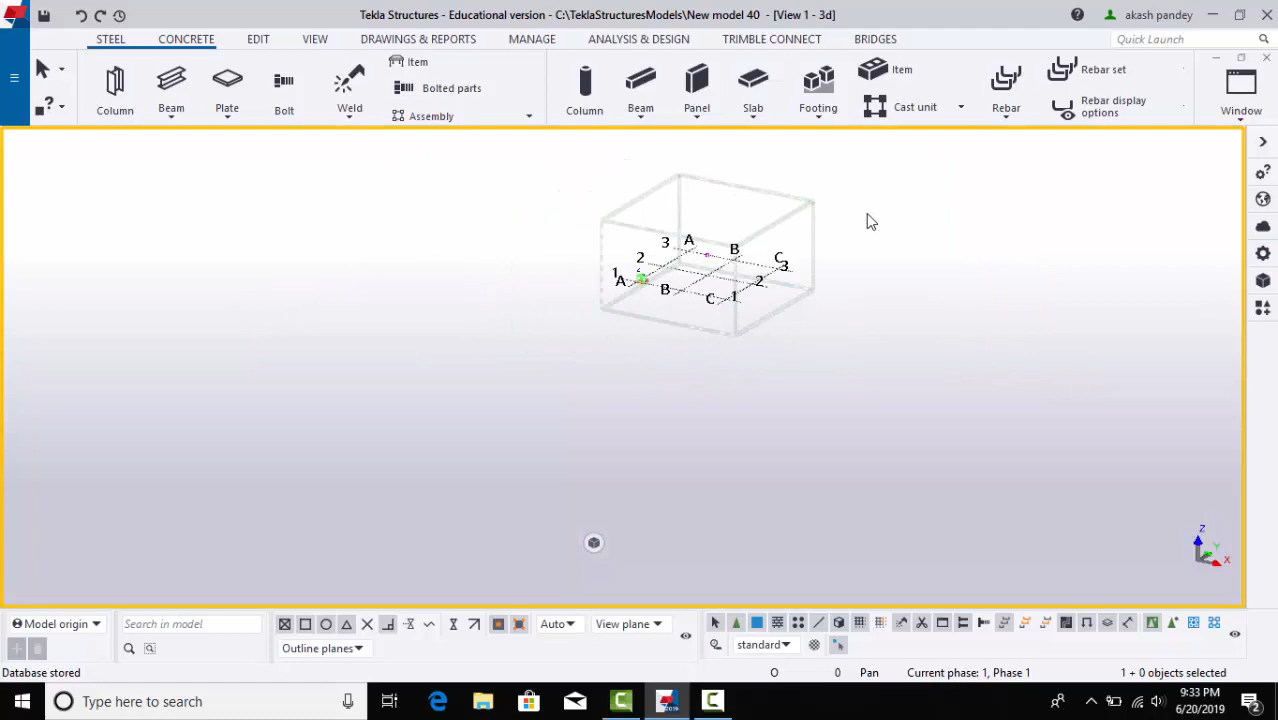 Tekla Structures - Educational version - C:\TeklaStructuresModels\New model 40 - [View 1 - 3d]
akash pandey
STEEL CONCRETE EDIT VIEW DRAWINGS & REPORTS MANAGE ANALYSIS & DESIGN TRIMBLE CONNECT BRIDGES
Quick Launch
Column
Beam
Plate
Bolt
Weld
Item
Bolted parts
Assembly
Column
Beam
Panel
Slab
Footing
Item
Cast unit
Rebar
Rebar set
Rebar display
options
Window
3 A B C 3
2 2
1 A B C 1
Z
Y
X
Model origin
Search in model
Auto
View plane
Outline planes
standard
Database stored
O 0 Pan Current phase: 1, Phase 1 1 + 0 objects selected
Type here to search
9:33 PM
6/20/2019
2